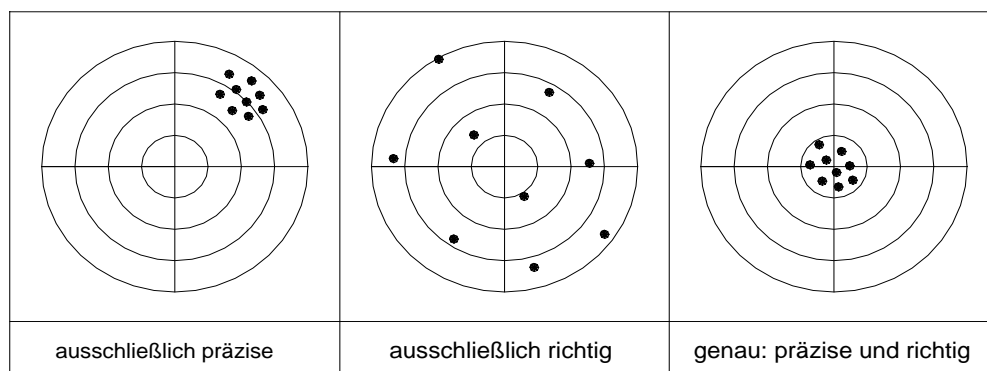 ausschließlich präzise
ausschließlich richtig
genau: präzise und richtig